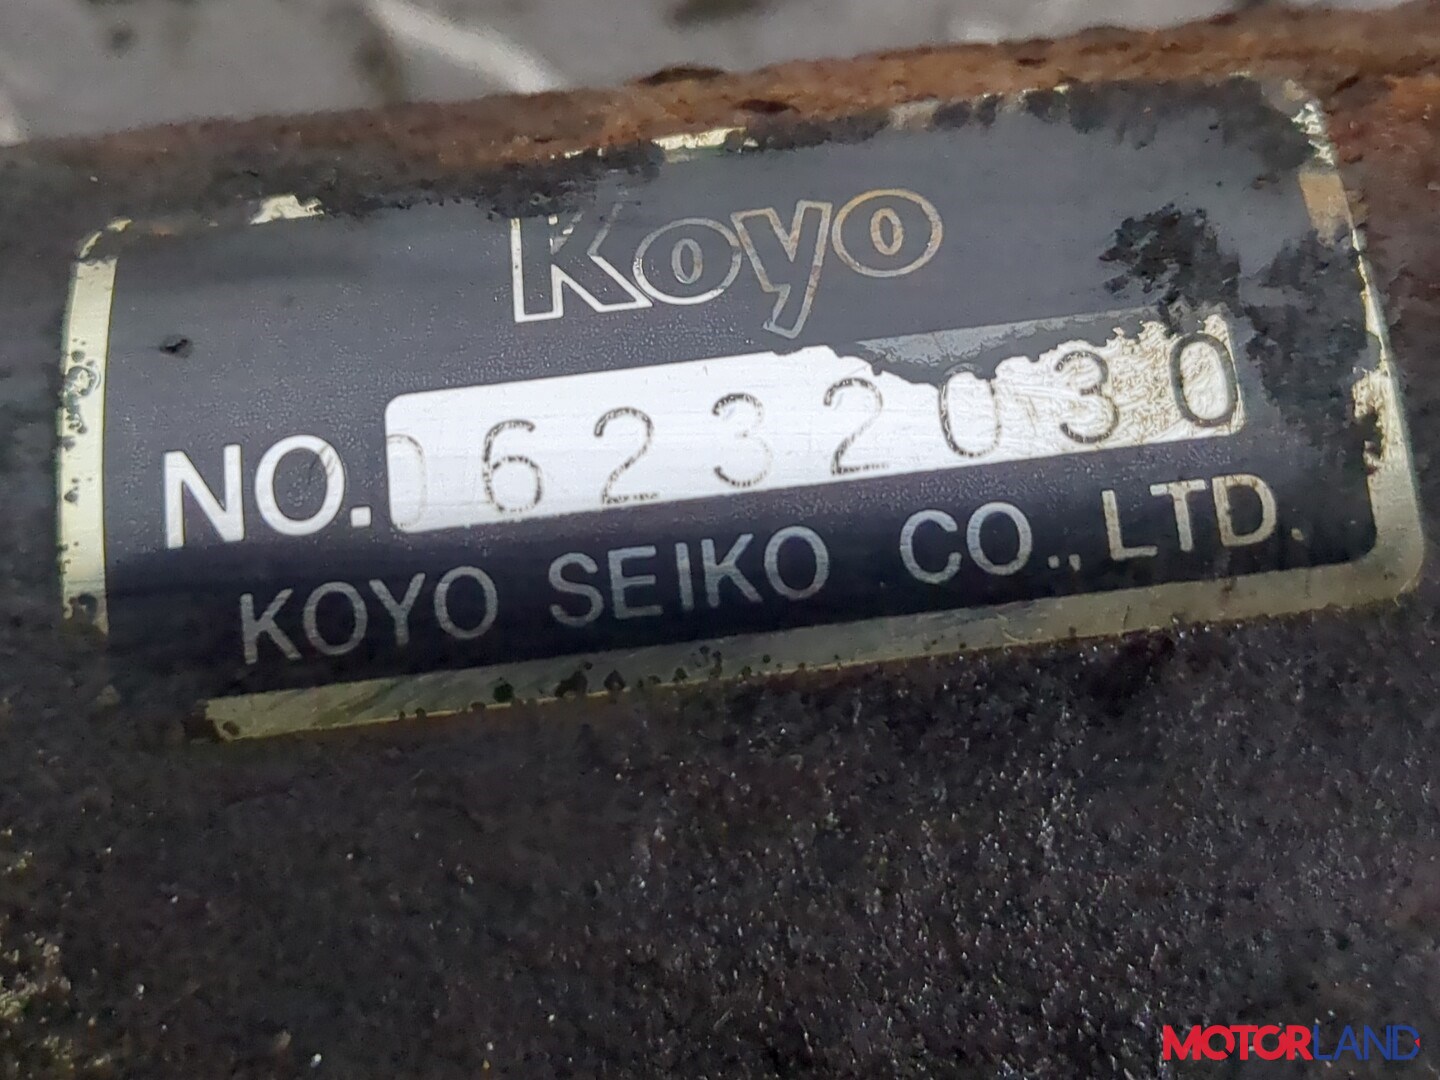 Koyo
NO. 06232030
KOYO SEIKO CO., LTD.
MOTORLAND